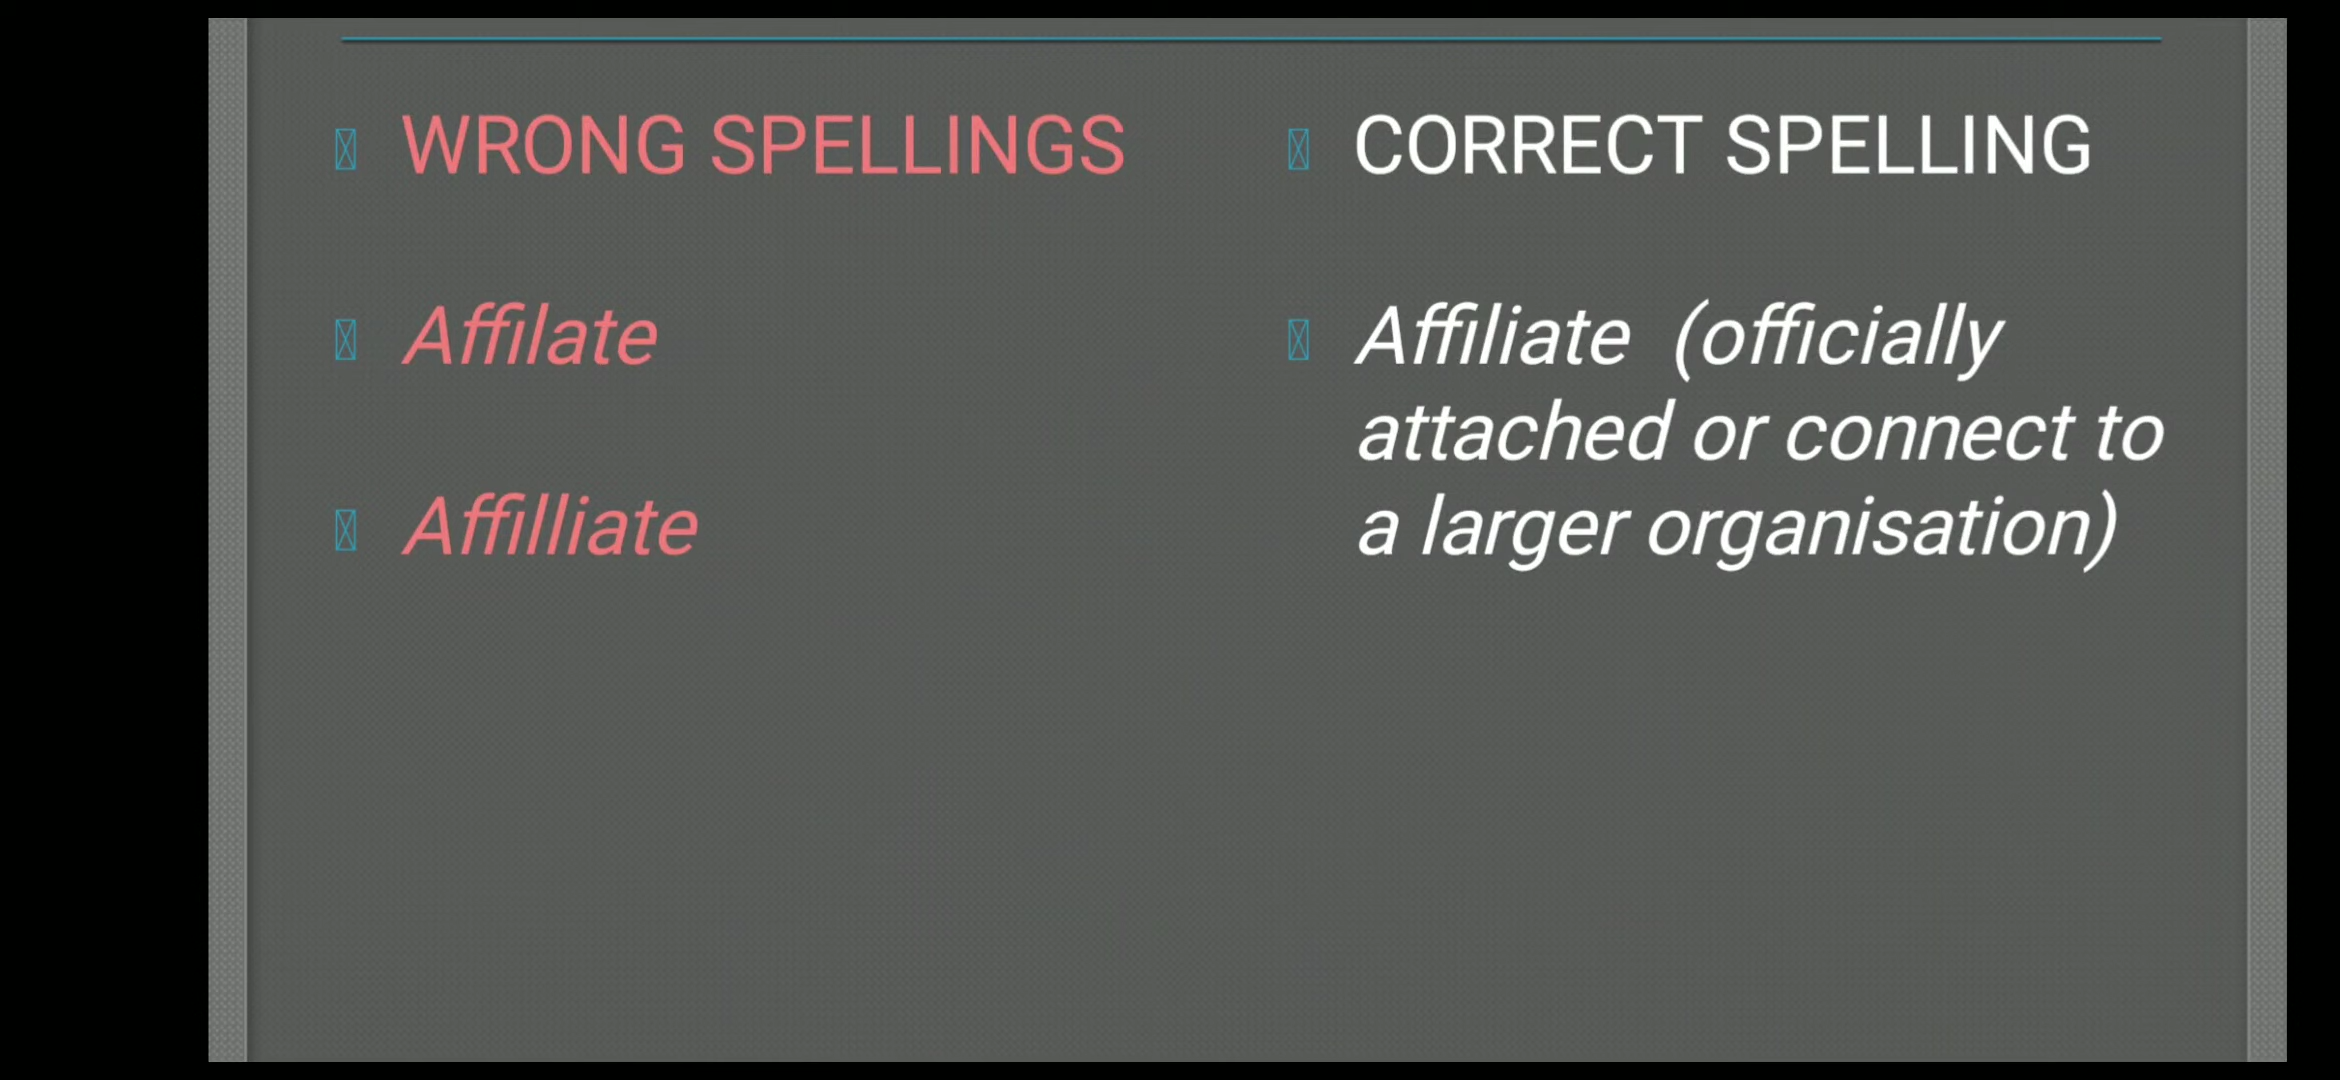 WRONG SPELLINGS
Affilate
Affilliate
CORRECT SPELLING
Affiliate (officially
attached or connect to
a larger organisation)